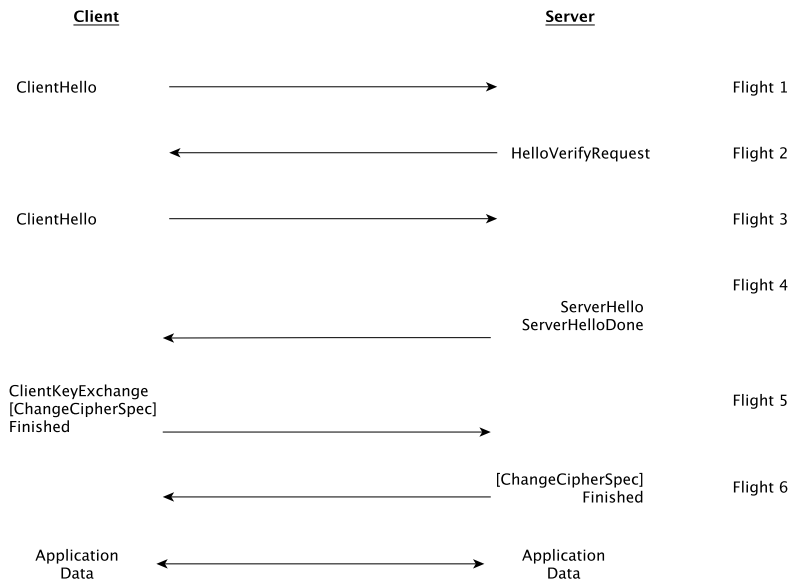 Client
Server
ClientHello
Flight 1
HelloVerifyRequest
Flight 2
ClientHello
Flight 3
Flight 4
ServerHello
ServerHelloDone
ClientKeyExchange
[ChangeCipherSpec]
Finished
Flight 5
[ChangeCipherSpec]
Finished
Flight 6
Application
Data
Application
Data